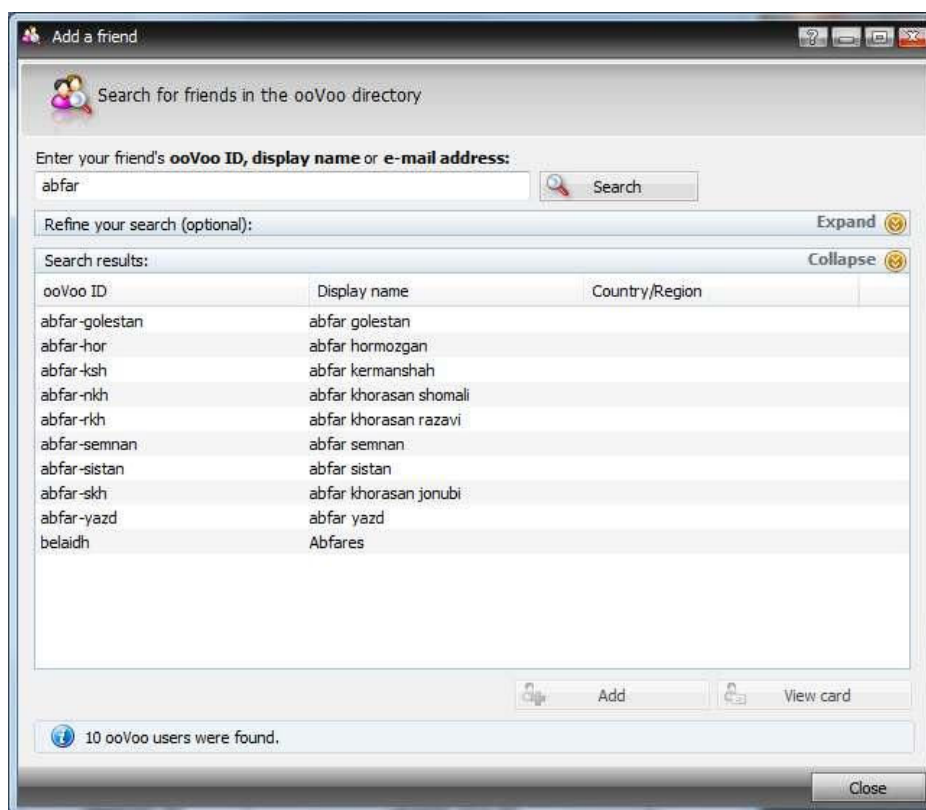 Add a friend
Search for friends in the ooVoo directory
Enter your friend's ooVoo ID, display name or e-mail address:
abfar Search
Refine your search (optional): Expand
Search results: Collapse
ooVoo ID Display name Country/Region
abfar-golestan abfar golestan
abfar-hor abfar hormozgan
abfar-ksh abfar kermanshah
abfar-nkh abfar khorasan shomali
abfar-rkh abfar khorasan razavi
abfar-semnan abfar semnan
abfar-sistan abfar sistan
abfar-skh abfar khorasan jonubi
abfar-yazd abfar yazd
belaidh Abfares
Add View card
10 ooVoo users were found.
Close